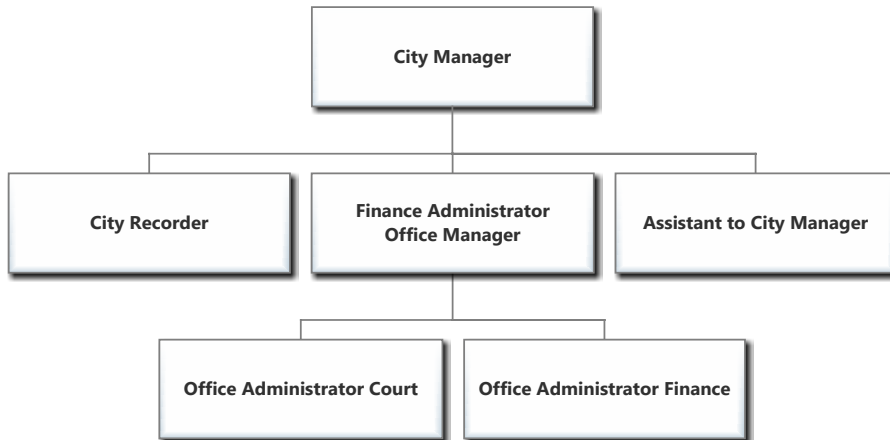 City Manager
City Recorder
Finance Administrator
Office Manager
Assistant to City Manager
Office Administrator Court
Office Administrator Finance